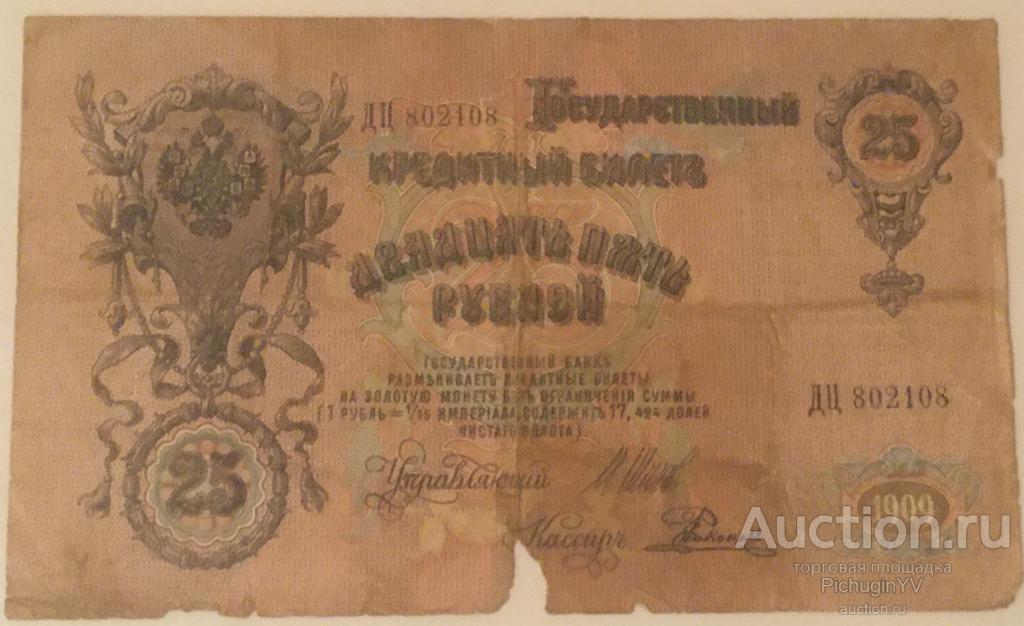 ДЦ 802108
Государственный
25
кредитный билетъ
двадцать пять
рублей
государственный банкъ
размѣниваетъ кредитные билеты
на золотую монету безъ ограниченія суммы
(1 рубль = 1/15 имперіала, содержитъ 17,424 долей
чистаго золота)
ДЦ 802108
25
Управляющий
Кассиръ
1909
Auction.ru
торговая площадка
PichuginYV
auction.ru